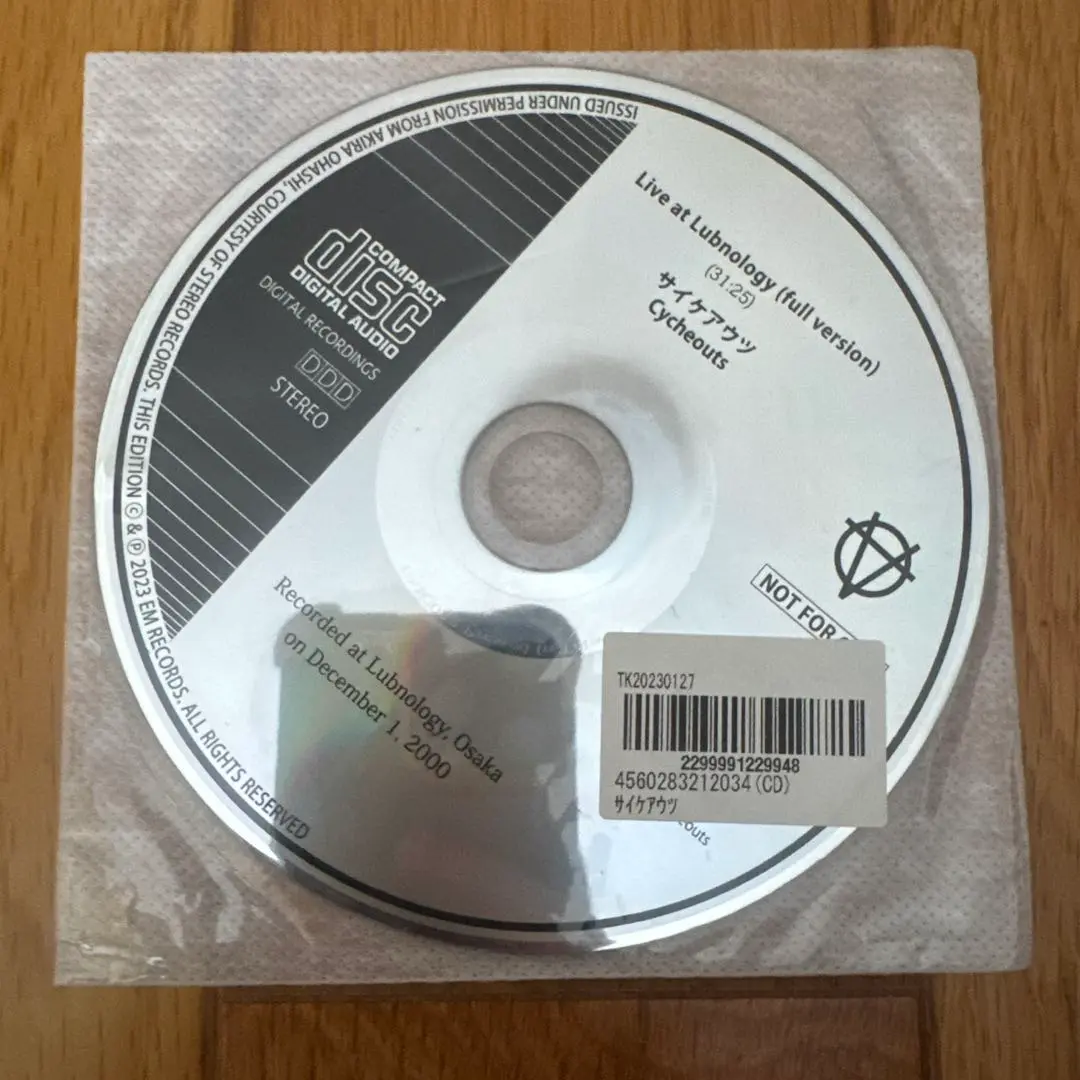 ISSUED UNDER PERMISSION FROM AKIRA OHASHI, COURTESY OF STEREO RECORDS. THIS EDITION © & ℗ 2023 EM RECORDS. ALL RIGHTS RESERVED
COMPACT
disc
DIGITAL AUDIO
DIGITAL RECORDINGS
DDD
STEREO
Live at Lubnology (full version)
(31:25)
サイケアウツ
Cycheouts
NOT FOR
Recorded at Lubnology, Osaka
on December 1, 2000
TK20230127
2299991229948
4560283212034(CD)
サイケアウツ